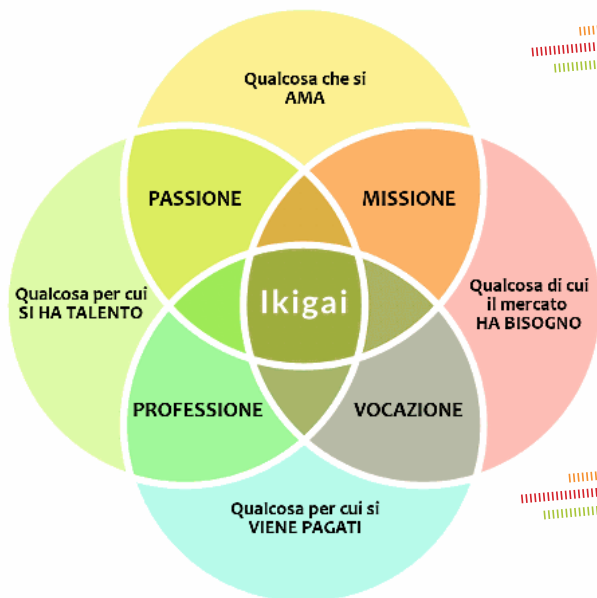 Qualcosa che si
AMA
PASSIONE
MISSIONE
Qualcosa per cui
SI HA TALENTO
Ikigai
Qualcosa di cui
il mercato
HA BISOGNO
PROFESSIONE
VOCAZIONE
Qualcosa per cui si
VIENE PAGATI